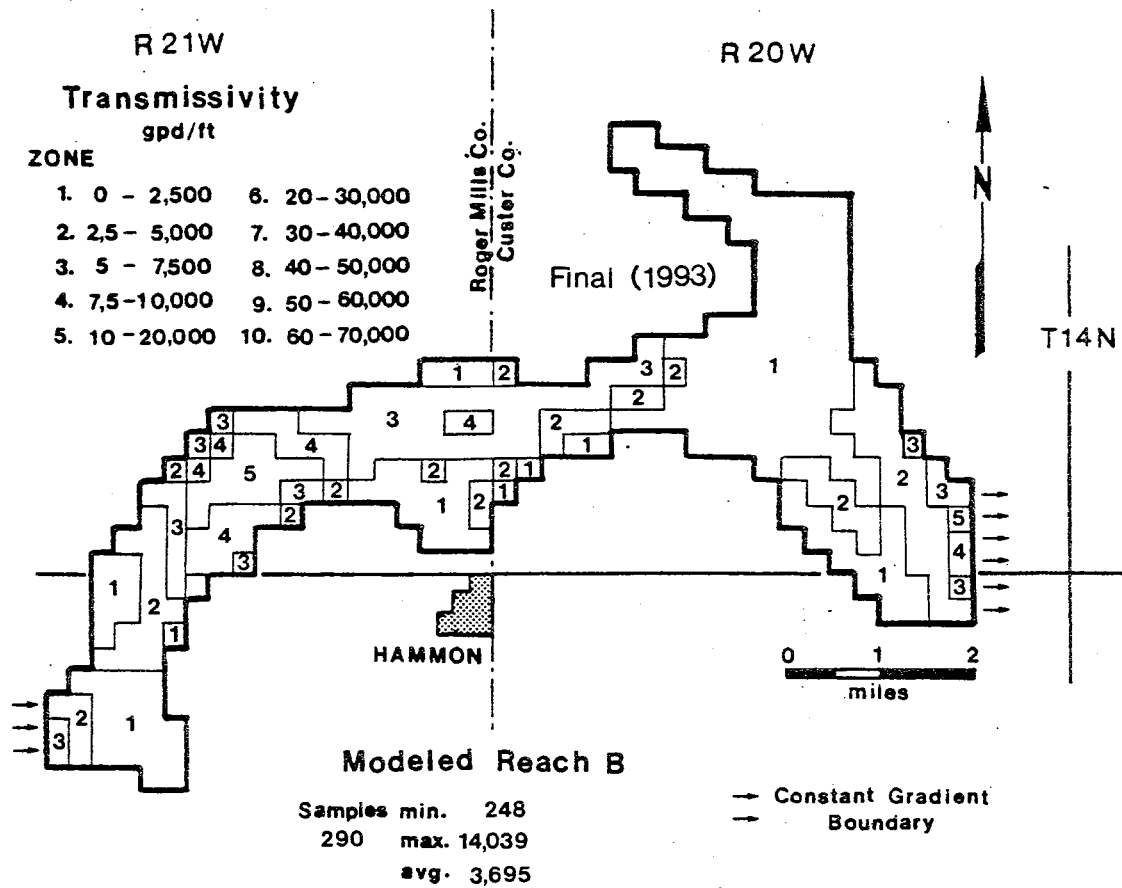 R 21W
R 20W
Transmissivity
gpd/ft
ZONE
1. 0 - 2,500 6. 20-30,000
2. 2,5- 5,000 7. 30-40,000
3. 5 - 7,500 8. 40-50,000
4. 7,5-10,000 9. 50-60,000
5. 10-20,000 10. 60-70,000
Roger Mills Co.
Custer Co.
N
Final (1993)
T14N
1 2 3 2 1
3 4 2 2
3 4 2 1 3
3 4 4 2
2 4 5 2 2 1 2 3
3 2 1 2 1 2
3 4 2 5
1 3 4
2 1 3
1
HAMMON
0 1 2
miles
2 1
3
Modeled Reach B
Samples min. 248
290 max. 14,039
avg. 3,695
→ Constant Gradient
→ Boundary